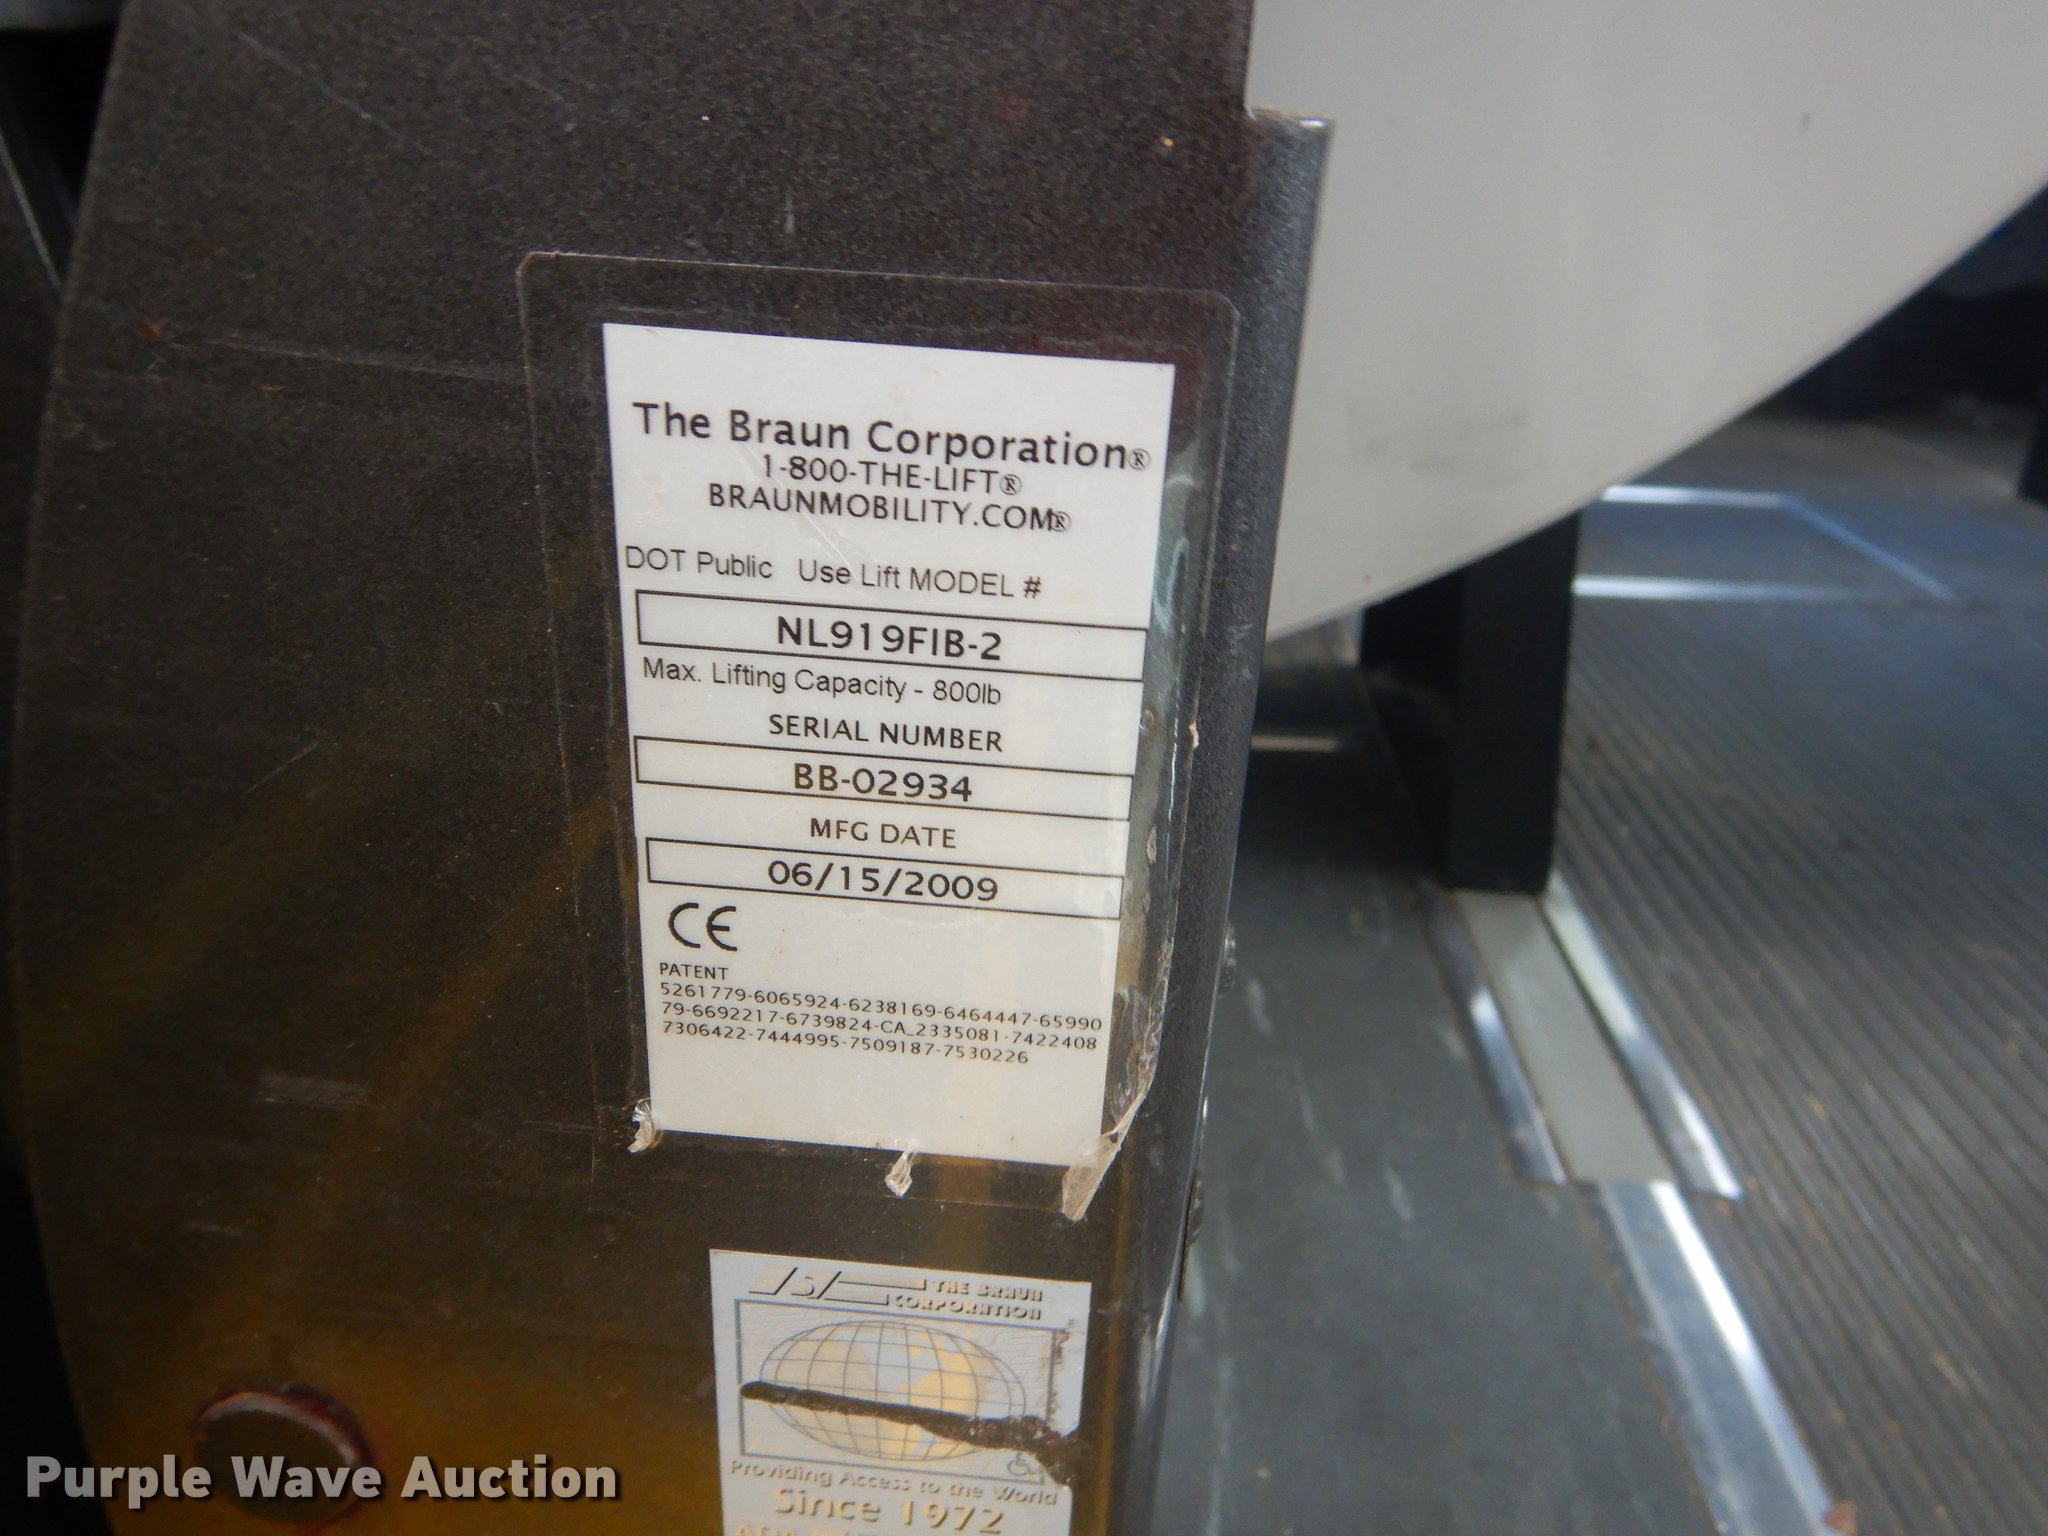 The Braun Corporation®
1-800-THE-LIFT®
BRAUNMOBILITY.COM®
DOT Public Use Lift MODEL #
NL919FIB-2
Max. Lifting Capacity - 800lb
SERIAL NUMBER
BB-02934
MFG DATE
06/15/2009
CE
PATENT
5261779-6065924-6238169-6464447-65990
79-6692217-6739824-CA_2335081-7422408
7306422-7444995-7509187-7530226
THE BRAUN
CORPORATION
Providing Access to the World
Since 1972
Purple Wave Auction